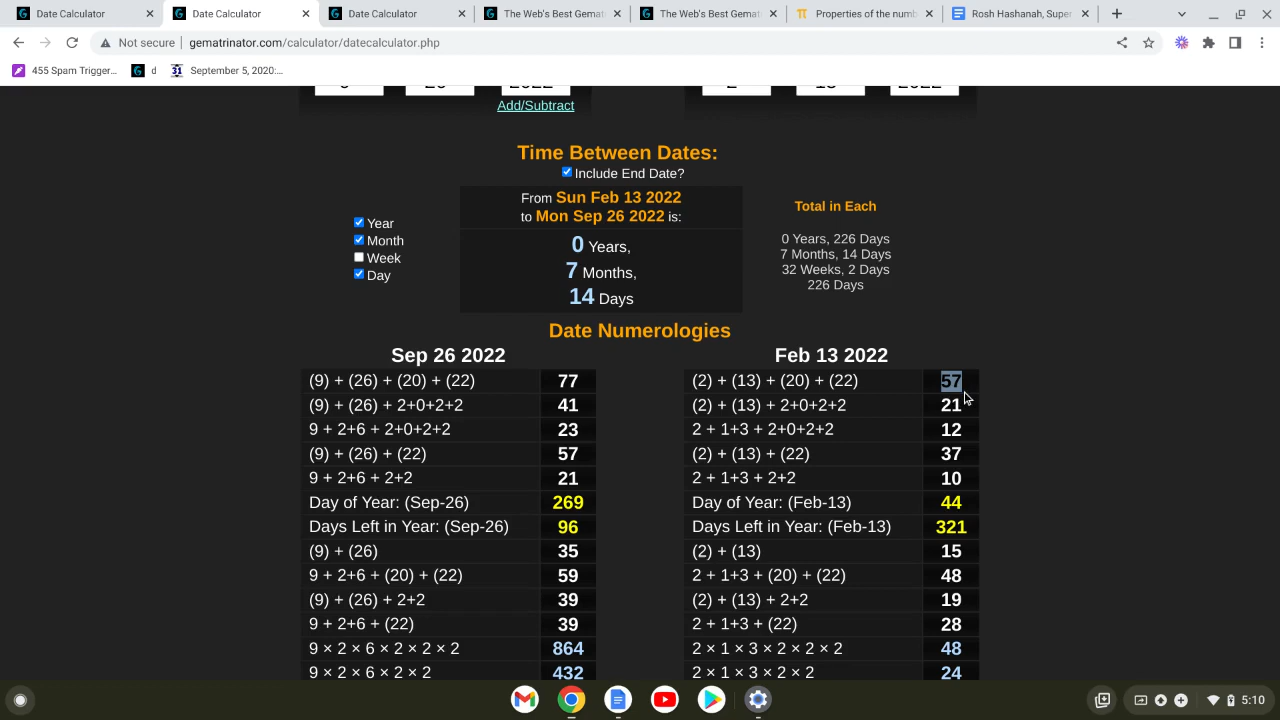 Date Calculator
Date Calculator
Date Calculator
The Web's Best Gemat
The Web's Best Gemat
Properties of the numb
Rosh Hashanah, Super
Not secure | gematrinator.com/calculator/datecalculator.php
455 Spam Trigger...
d
31
September 5, 2020:...
2022
2022
Add/Subtract
Time Between Dates:
Include End Date?
From Sun Feb 13 2022
to Mon Sep 26 2022 is:
Year
Month
Week
Day
0 Years,
7 Months,
14 Days
Total in Each
0 Years, 226 Days
7 Months, 14 Days
32 Weeks, 2 Days
226 Days
Date Numerologies
Sep 26 2022
(9) + (26) + (20) + (22) 77
(9) + (26) + 2+0+2+2 41
9 + 2+6 + 2+0+2+2 23
(9) + (26) + (22) 57
9 + 2+6 + 2+2 21
Day of Year: (Sep-26) 269
Days Left in Year: (Sep-26) 96
(9) + (26) 35
9 + 2+6 + (20) + (22) 59
(9) + (26) + 2+2 39
9 + 2+6 + (22) 39
9 × 2 × 6 × 2 × 2 × 2 864
9 × 2 × 6 × 2 × 2 432
Feb 13 2022
(2) + (13) + (20) + (22) 57
(2) + (13) + 2+0+2+2 21
2 + 1+3 + 2+0+2+2 12
(2) + (13) + (22) 37
2 + 1+3 + 2+2 10
Day of Year: (Feb-13) 44
Days Left in Year: (Feb-13) 321
(2) + (13) 15
2 + 1+3 + (20) + (22) 48
(2) + (13) + 2+2 19
2 + 1+3 + (22) 28
2 × 1 × 3 × 2 × 2 × 2 48
2 × 1 × 3 × 2 × 2 24
5:10